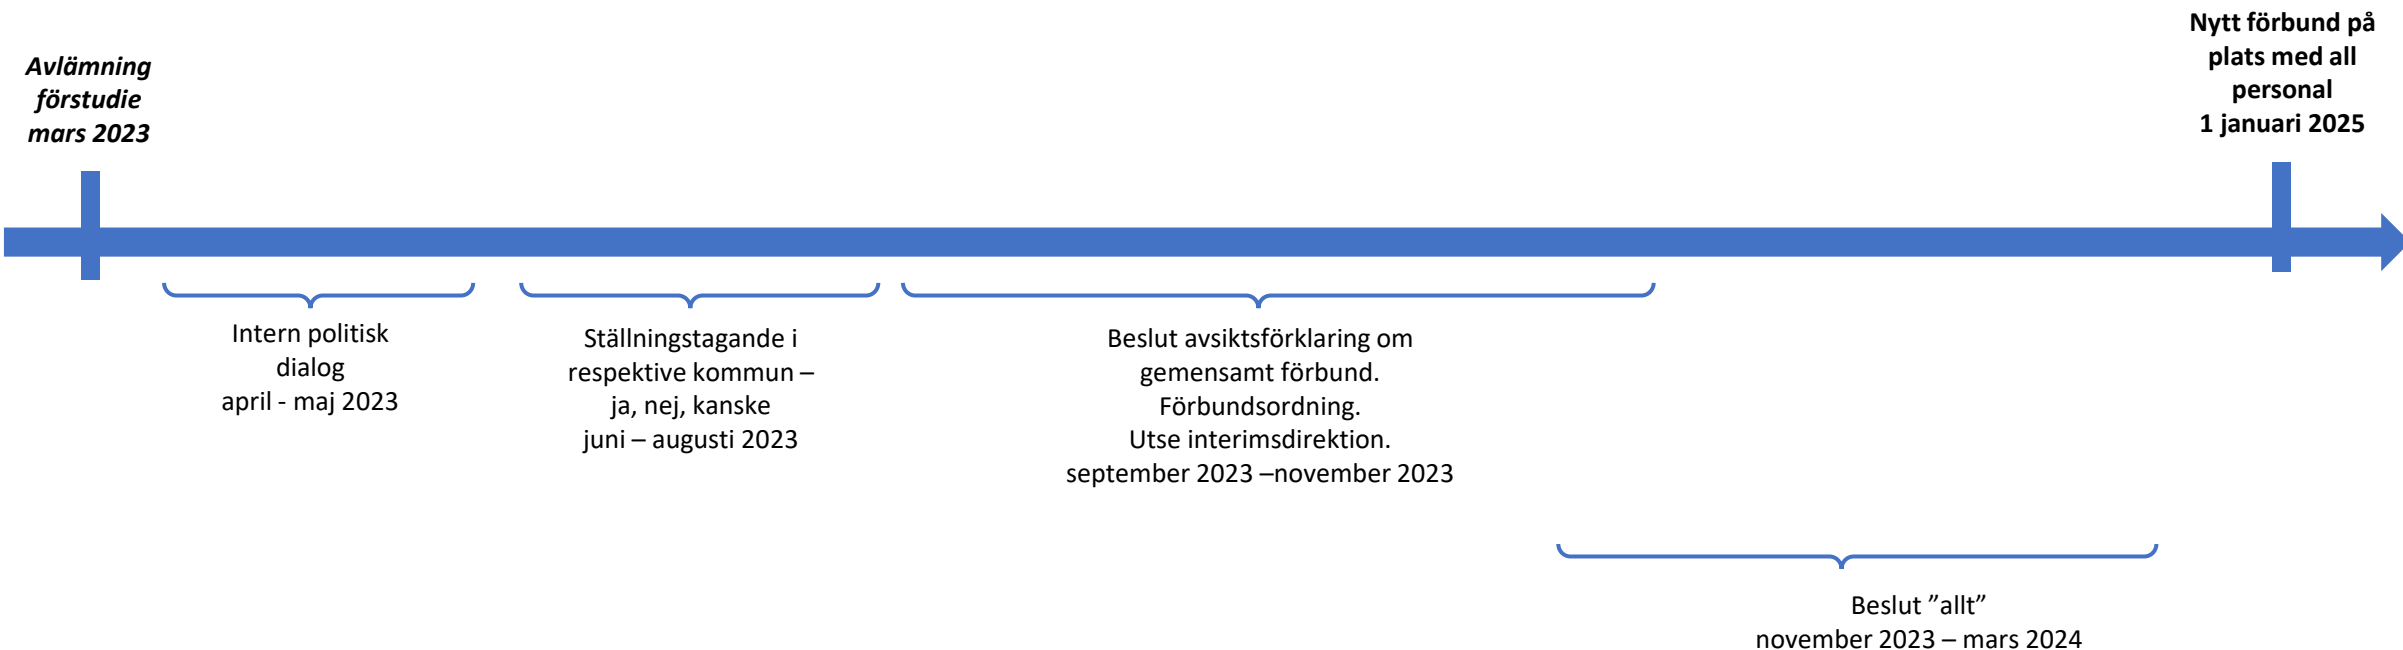 Avlämning
förstudie
mars 2023
Nytt förbund på
plats med all
personal
1 januari 2025
Intern politisk
dialog
april - maj 2023
Ställningstagande i
respektive kommun –
ja, nej, kanske
juni – augusti 2023
Beslut avsiktsförklaring om
gemensamt förbund.
Förbundsordning.
Utse interimsdirektion.
september 2023 –november 2023
Beslut ”allt”
november 2023 – mars 2024